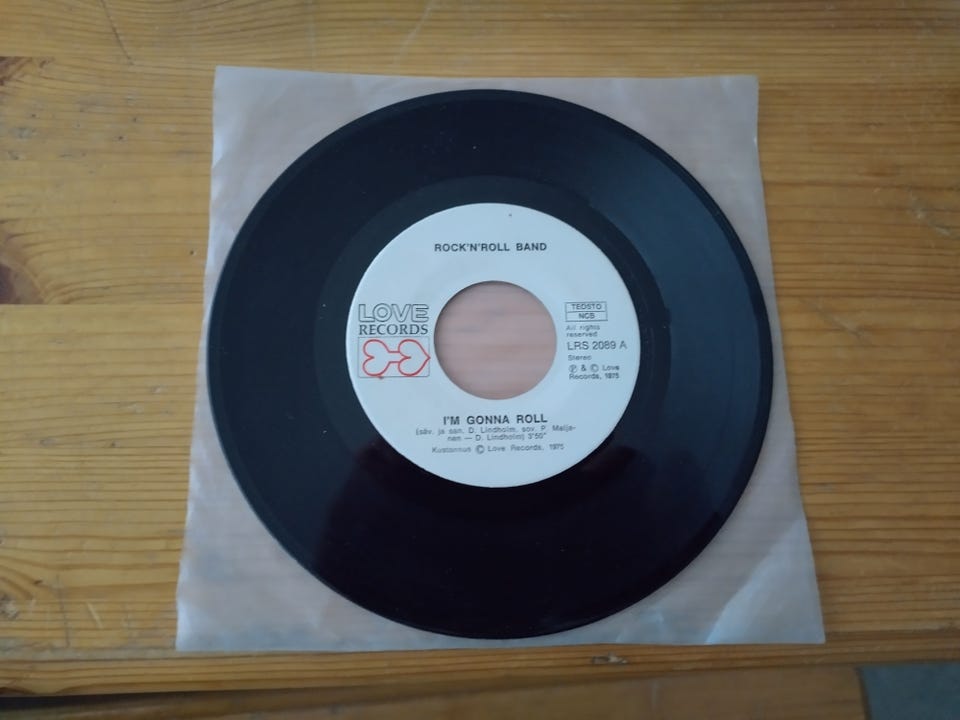 ROCK'N'ROLL BAND
LOVE
RECORDS
TEOSTO
NCB
All rights
reserved
LRS 2089 A
Stereo
Ⓟ & © Love
Records, 1975
I'M GONNA ROLL
(säv. ja san. D. Lindholm, sov. P. Maija-
nen — D. Lindholm) 3'50"
Kustannus © Love Records, 1975